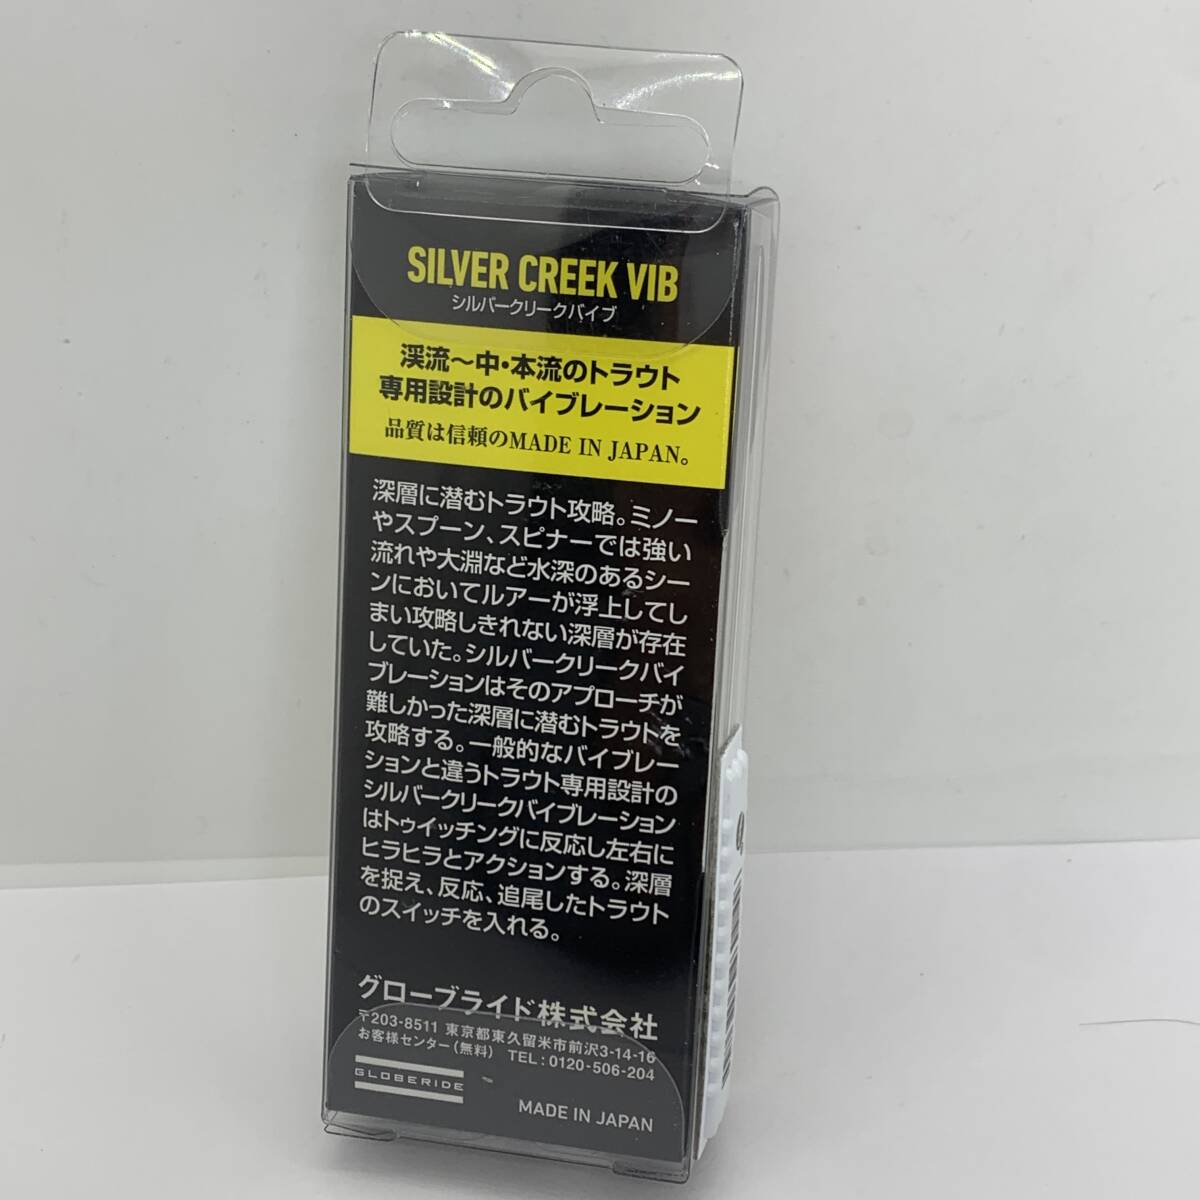 SILVER CREEK VIB
シルバークリークバイブ
渓流～中・本流のトラウト
専用設計のバイブレーション
品質は信頼のMADE IN JAPAN。
深層に潜むトラウト攻略。ミノー
やスプーン、スピナーでは強い
流れや大淵など水深のあるシー
ンにおいてルアーが浮上してし
まい攻略しきれない深層が存在
していた。シルバークリークバイ
ブレーションはそのアプローチが
難しかった深層に潜むトラウトを
攻略する。一般的なバイブレー
ションと違うトラウト専用設計の
シルバークリークバイブレーション
はトゥイッチングに反応し左右に
ヒラヒラとアクションする。深層
を捉え、反応、追尾したトラウト
のスイッチを入れる。
グローブライド株式会社
〒203-8511 東京都東久留米市前沢3-14-16
お客様センター(無料) TEL:0120-506-204
GLOBERIDE
MADE IN JAPAN